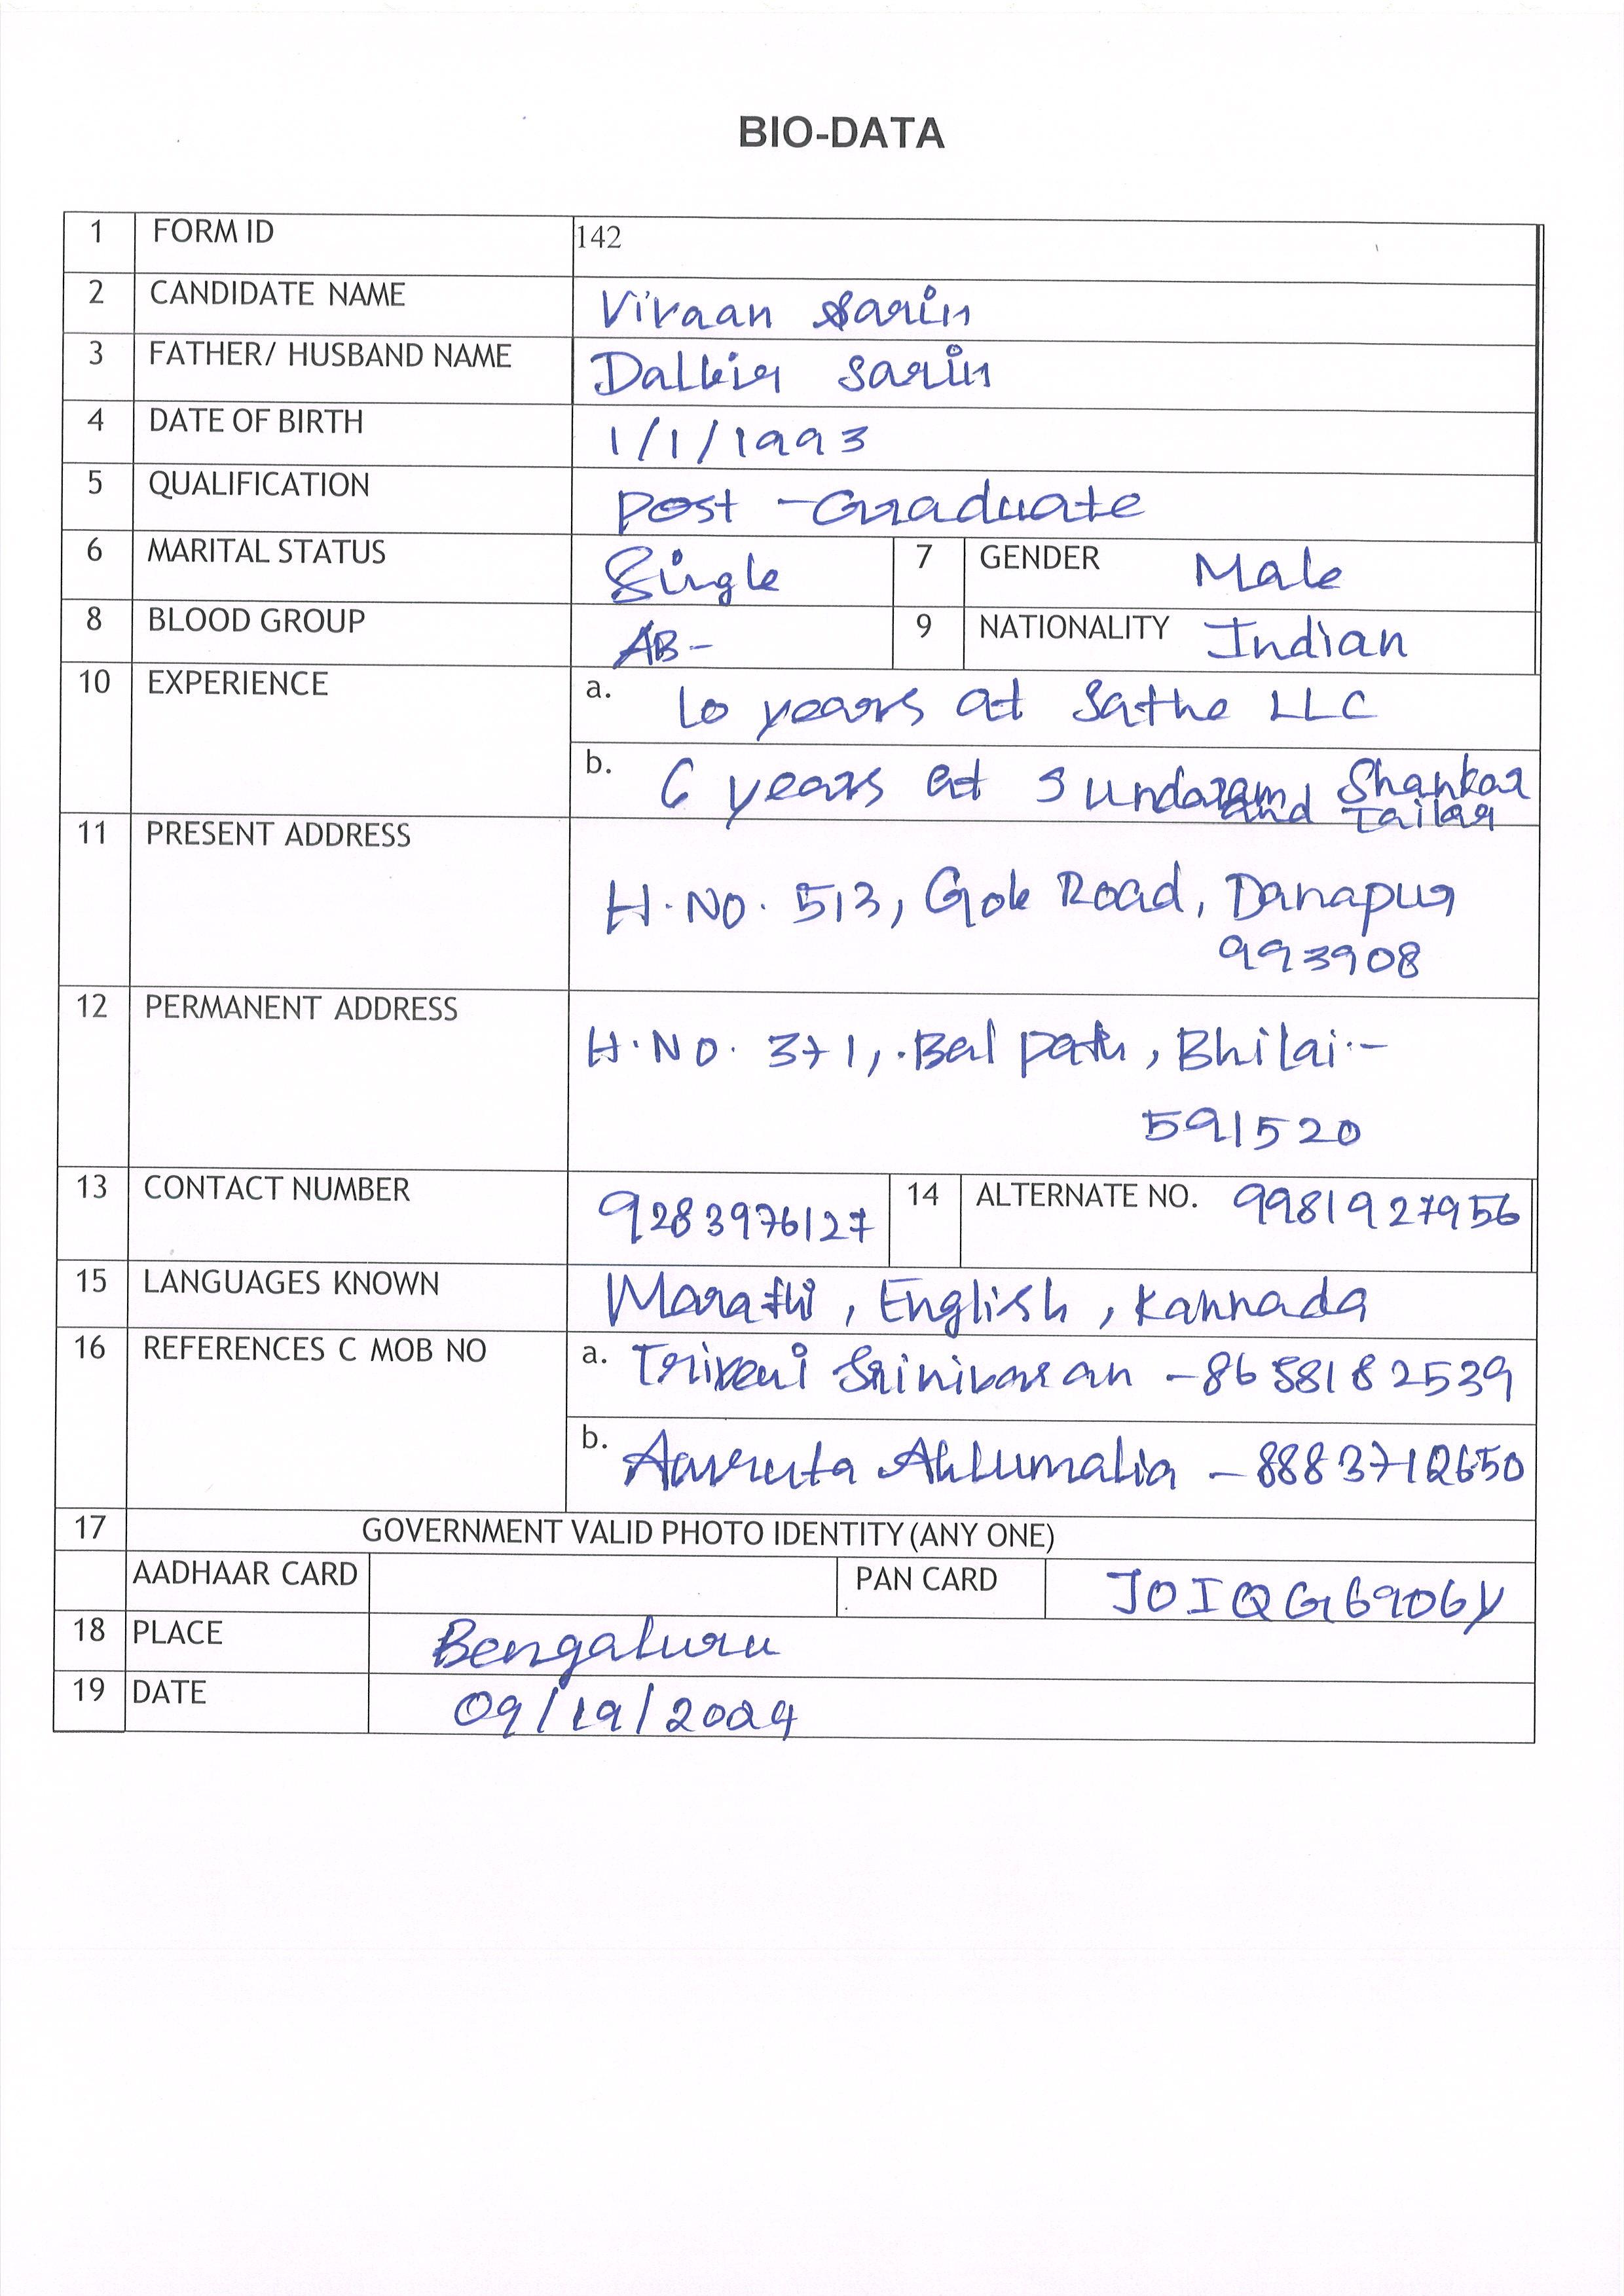 BIO-DATA
1 FORM ID 142
2 CANDIDATE NAME Vivaan Sarin
3 FATHER/ HUSBAND NAME Dalbir Sarin
4 DATE OF BIRTH 1/1/1993
5 QUALIFICATION Post-Graduate
6 MARITAL STATUS Single 7 GENDER Male
8 BLOOD GROUP AB- 9 NATIONALITY Indian
10 EXPERIENCE a. 10 years at Sathe LLC
b. 6 years at Sundaram Shankar
and Tailor
11 PRESENT ADDRESS
H.No. 513, Gole Road, Danapur
993908
12 PERMANENT ADDRESS
H.No. 371, Bal Path, Bhilai-
591520
13 CONTACT NUMBER 9283976127 14 ALTERNATE NO. 9981927956
15 LANGUAGES KNOWN Marathi, English, Kannada
16 REFERENCES C MOB NO a. Triveni Srinivasan -8658182539
b. Ahluwalia - 8883712650
17 GOVERNMENT VALID PHOTO IDENTITY (ANY ONE)
AADHAAR CARD PAN CARD JOIQG6906Y
18 PLACE Bengaluru
19 DATE 09/19/2024